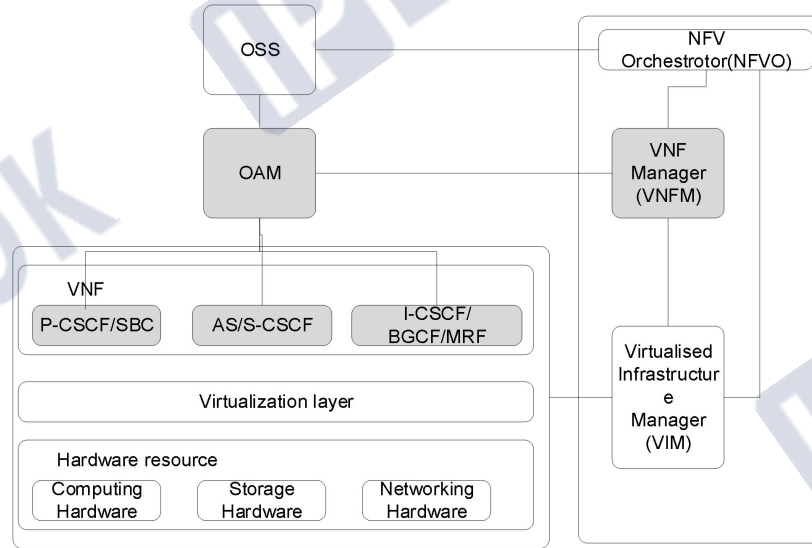 OSS
NFV
Orchestrotor(NFVO)
OAM
VNF
Manager
(VNFM)
VNF
P-CSCF/SBC
AS/S-CSCF
I-CSCF/
BGCF/MRF
Virtualised
Infrastructur
e
Manager
(VIM)
Virtualization layer
Hardware resource
Computing
Hardware
Storage
Hardware
Networking
Hardware